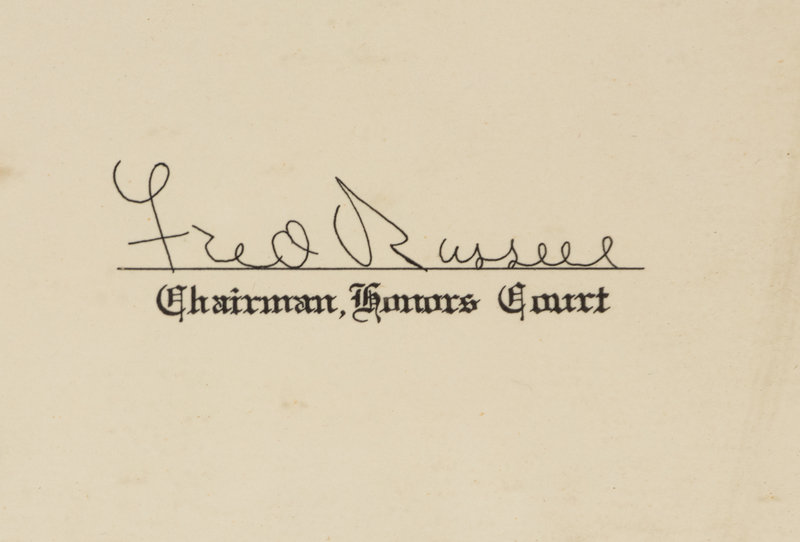 Fred Russell
Chairman, Honors Court